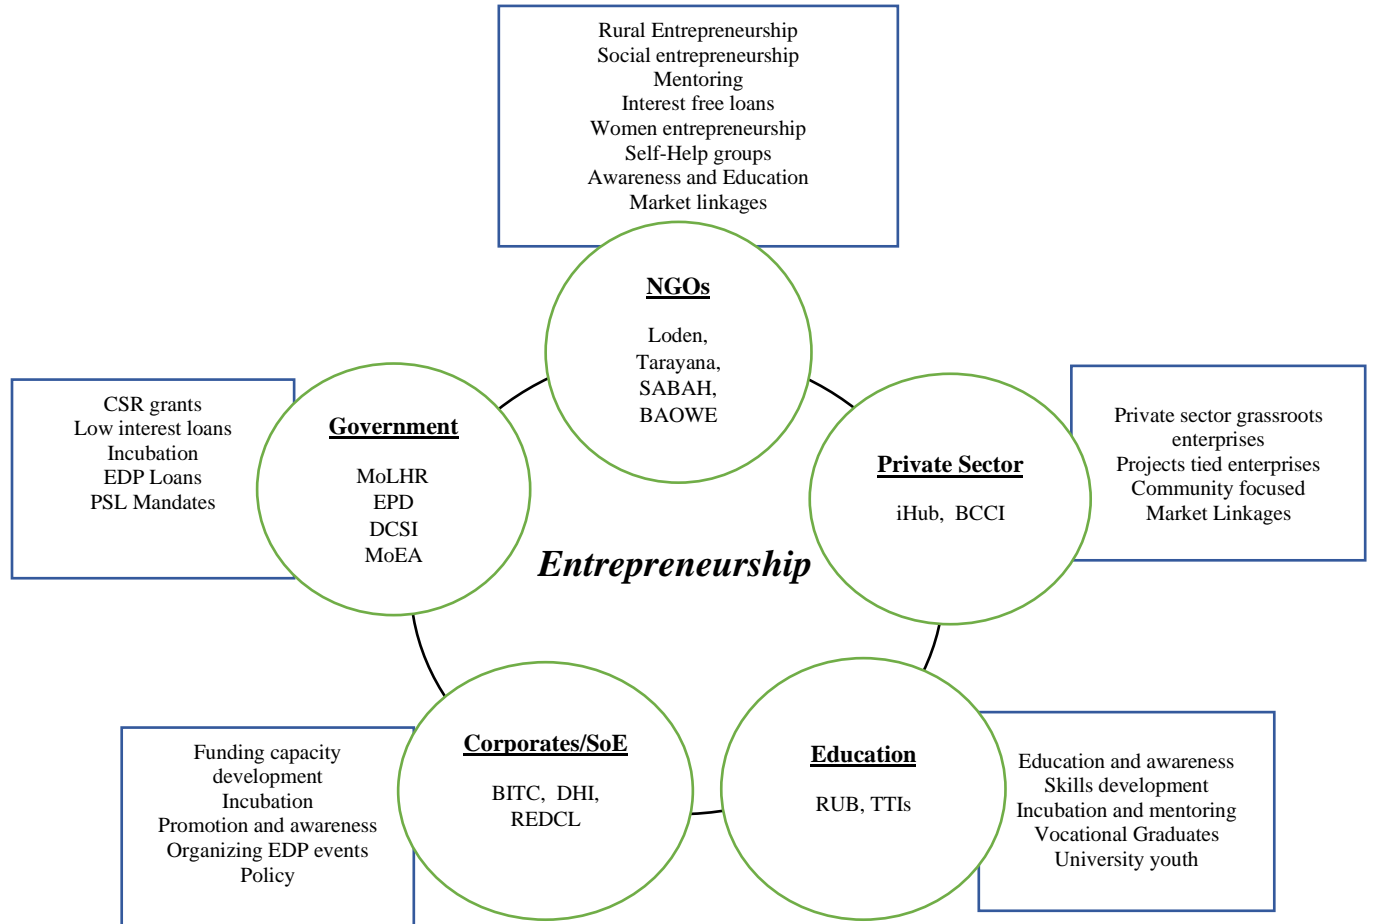 Rural Entrepreneurship
Social entrepreneurship
Mentoring
Interest free loans
Women entrepreneurship
Self-Help groups
Awareness and Education
Market linkages
NGOs
Loden,
Tarayana,
SABAH,
BAOWE
CSR grants
Low interest loans
Incubation
EDP Loans
PSL Mandates
Government
MoLHR
EPD
DCSI
MoEA
Private Sector
iHub, BCCI
Private sector grassroots
enterprises
Projects tied enterprises
Community focused
Market Linkages
Entrepreneurship
Funding capacity
development
Incubation
Promotion and awareness
Organizing EDP events
Policy
Corporates/SoE
BITC, DHI,
REDCL
Education
RUB, TTIs
Education and awareness
Skills development
Incubation and mentoring
Vocational Graduates
University youth